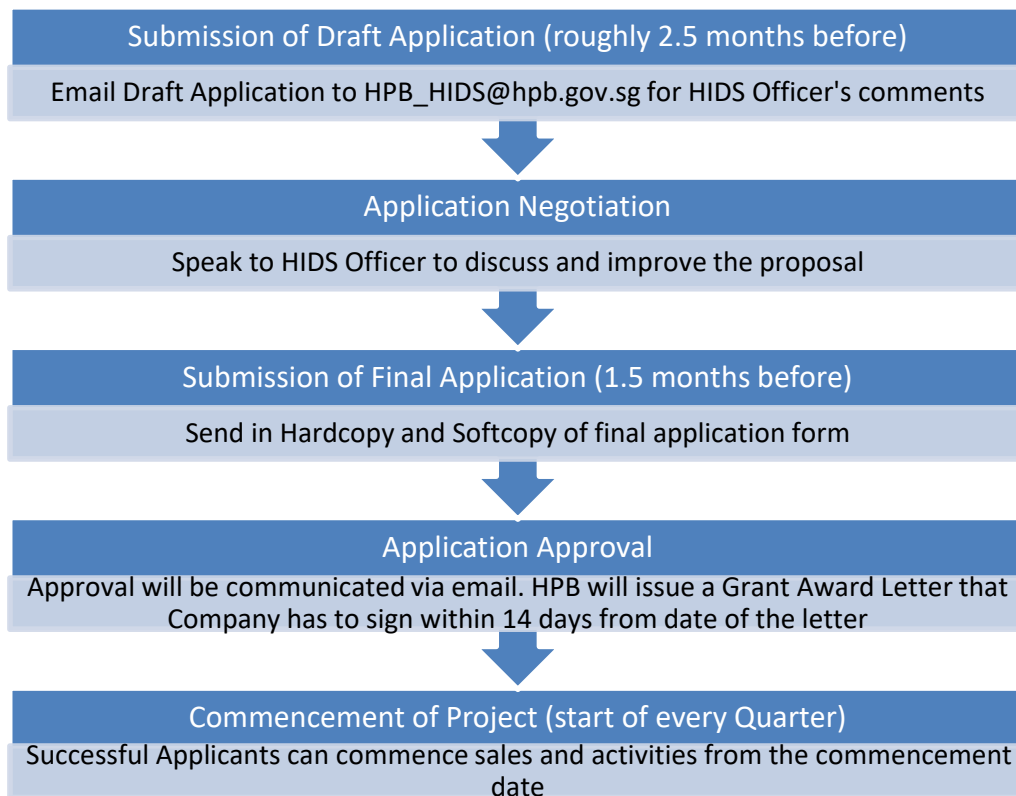 Submission of Draft Application (roughly 2.5 months before)
Email Draft Application to HPB_HIDS@hpb.gov.sg for HIDS Officer's comments
Application Negotiation
Speak to HIDS Officer to discuss and improve the proposal
Submission of Final Application (1.5 months before)
Send in Hardcopy and Softcopy of final application form
Application Approval
Approval will be communicated via email. HPB will issue a Grant Award Letter that
Company has to sign within 14 days from date of the letter
Commencement of Project (start of every Quarter)
Successful Applicants can commence sales and activities from the commencement
date